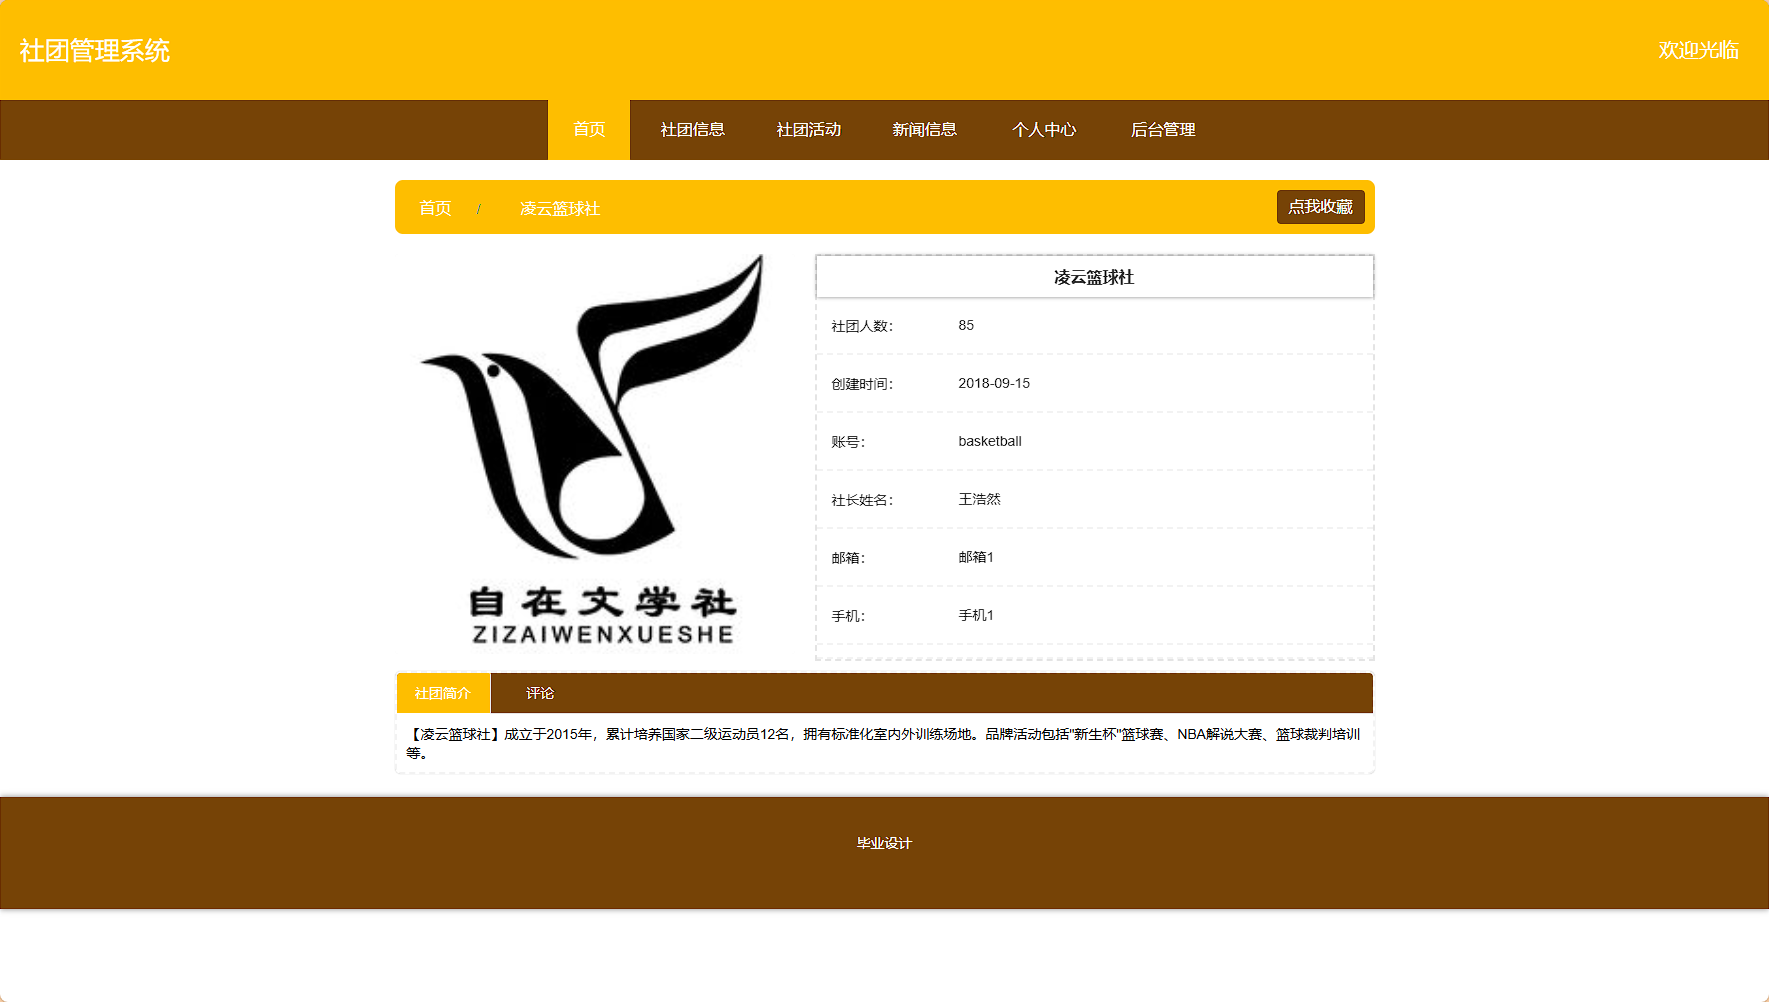 社团管理系统
欢迎光临
首页 社团信息 社团活动 新闻信息 个人中心 后台管理
首页 / 凌云篮球社
点我收藏
自在文学社
ZIZAIWENXUESHE
凌云篮球社
社团人数： 85
创建时间： 2018-09-15
账号： basketball
社长姓名： 王浩然
邮箱： 邮箱1
手机： 手机1
社团简介 评论
【凌云篮球社】成立于2015年，累计培养国家二级运动员12名，拥有标准化室内外训练场地。品牌活动包括"新生杯"篮球赛、NBA解说大赛、篮球裁判培训
等。
毕业设计